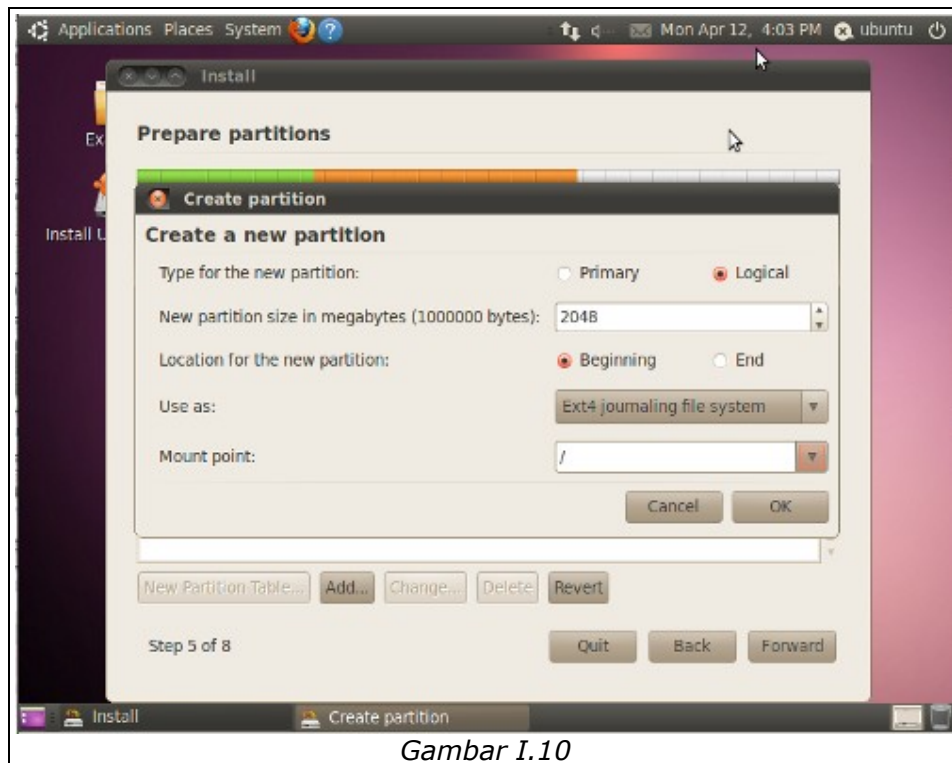 Applications Places System Mon Apr 12, 4:03 PM ubuntu
Install
Prepare partitions
Create partition
Create a new partition
Type for the new partition: Primary Logical
New partition size in megabytes (1000000 bytes): 2048
Location for the new partition: Beginning End
Use as: Ext4 journaling file system
Mount point: /
Cancel OK
Ex
Install U
New Partition Table... Add... Change... Delete Revert
Step 5 of 8 Quit Back Forward
Install Create partition
Gambar I.10